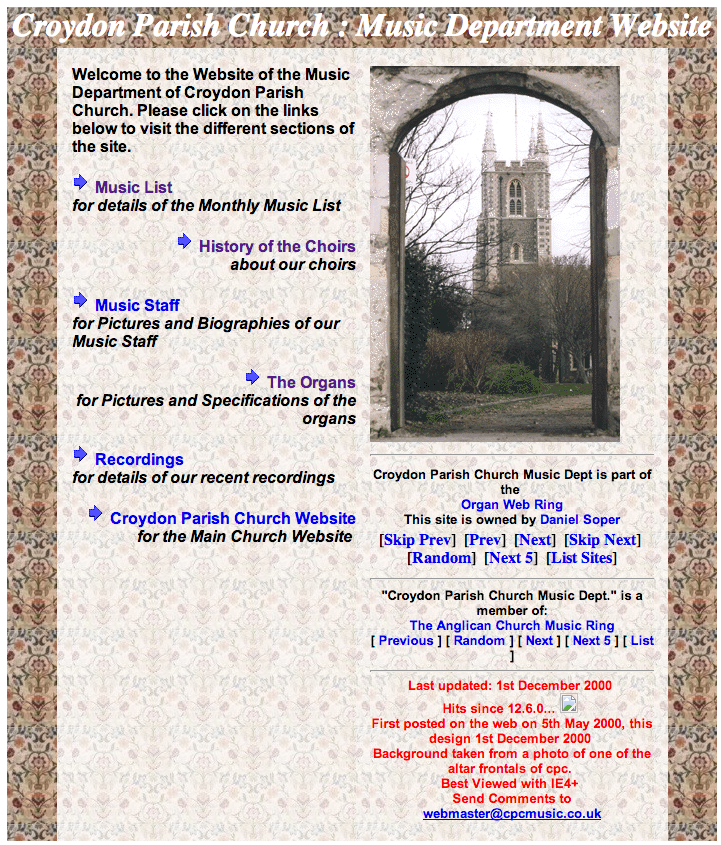 Croydon Parish Church : Music Department Website
Welcome to the Website of the Music
Department of Croydon Parish
Church. Please click on the links
below to visit the different sections of
the site.
Music List
for details of the Monthly Music List
History of the Choirs
about our choirs
Music Staff
for Pictures and Biographies of our
Music Staff
The Organs
for Pictures and Specifications of the
organs
Recordings
for details of our recent recordings
Croydon Parish Church Website
for the Main Church Website
Croydon Parish Church Music Dept is part of
the
Organ Web Ring
This site is owned by Daniel Soper
[Skip Prev] [Prev] [Next] [Skip Next]
[Random] [Next 5] [List Sites]
"Croydon Parish Church Music Dept." is a
member of:
The Anglican Church Music Ring
[ Previous ] [ Random ] [ Next ] [ Next 5 ] [ List
]
Last updated: 1st December 2000
Hits since 12.6.0...
First posted on the web on 5th May 2000, this
design 1st December 2000
Background taken from a photo of one of the
altar frontals of cpc.
Best Viewed with IE4+
Send Comments to
webmaster@cpcmusic.co.uk